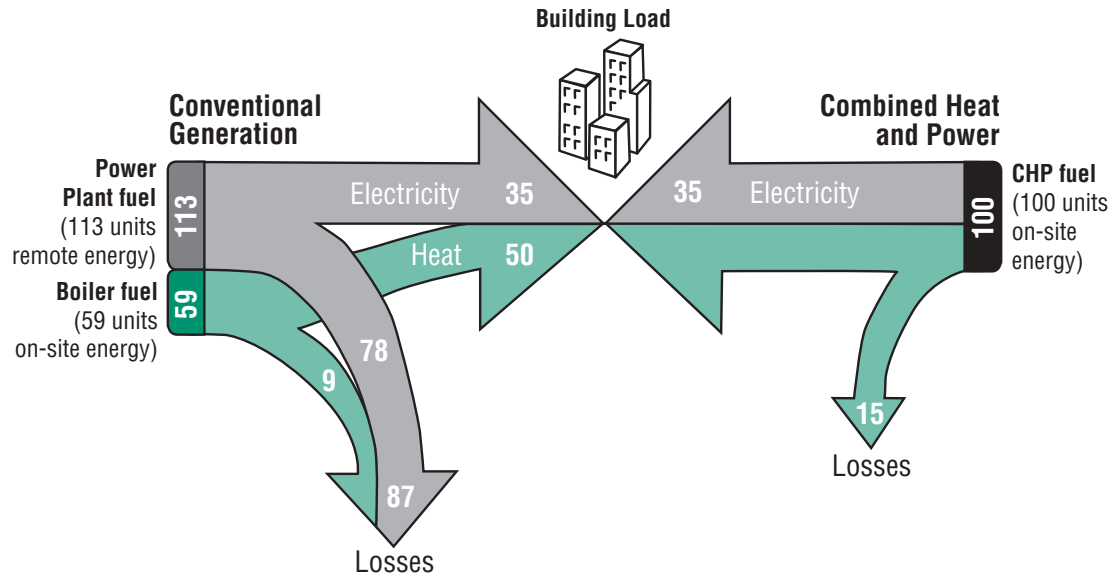 Building Load
Conventional
Generation
Power
Plant fuel
(113 units
remote energy)
113
Boiler fuel
(59 units
on-site energy)
59
Electricity 35
Heat 50
78
9
87
Losses
Combined Heat
and Power
35 Electricity
100
CHP fuel
(100 units
on-site
energy)
15
Losses